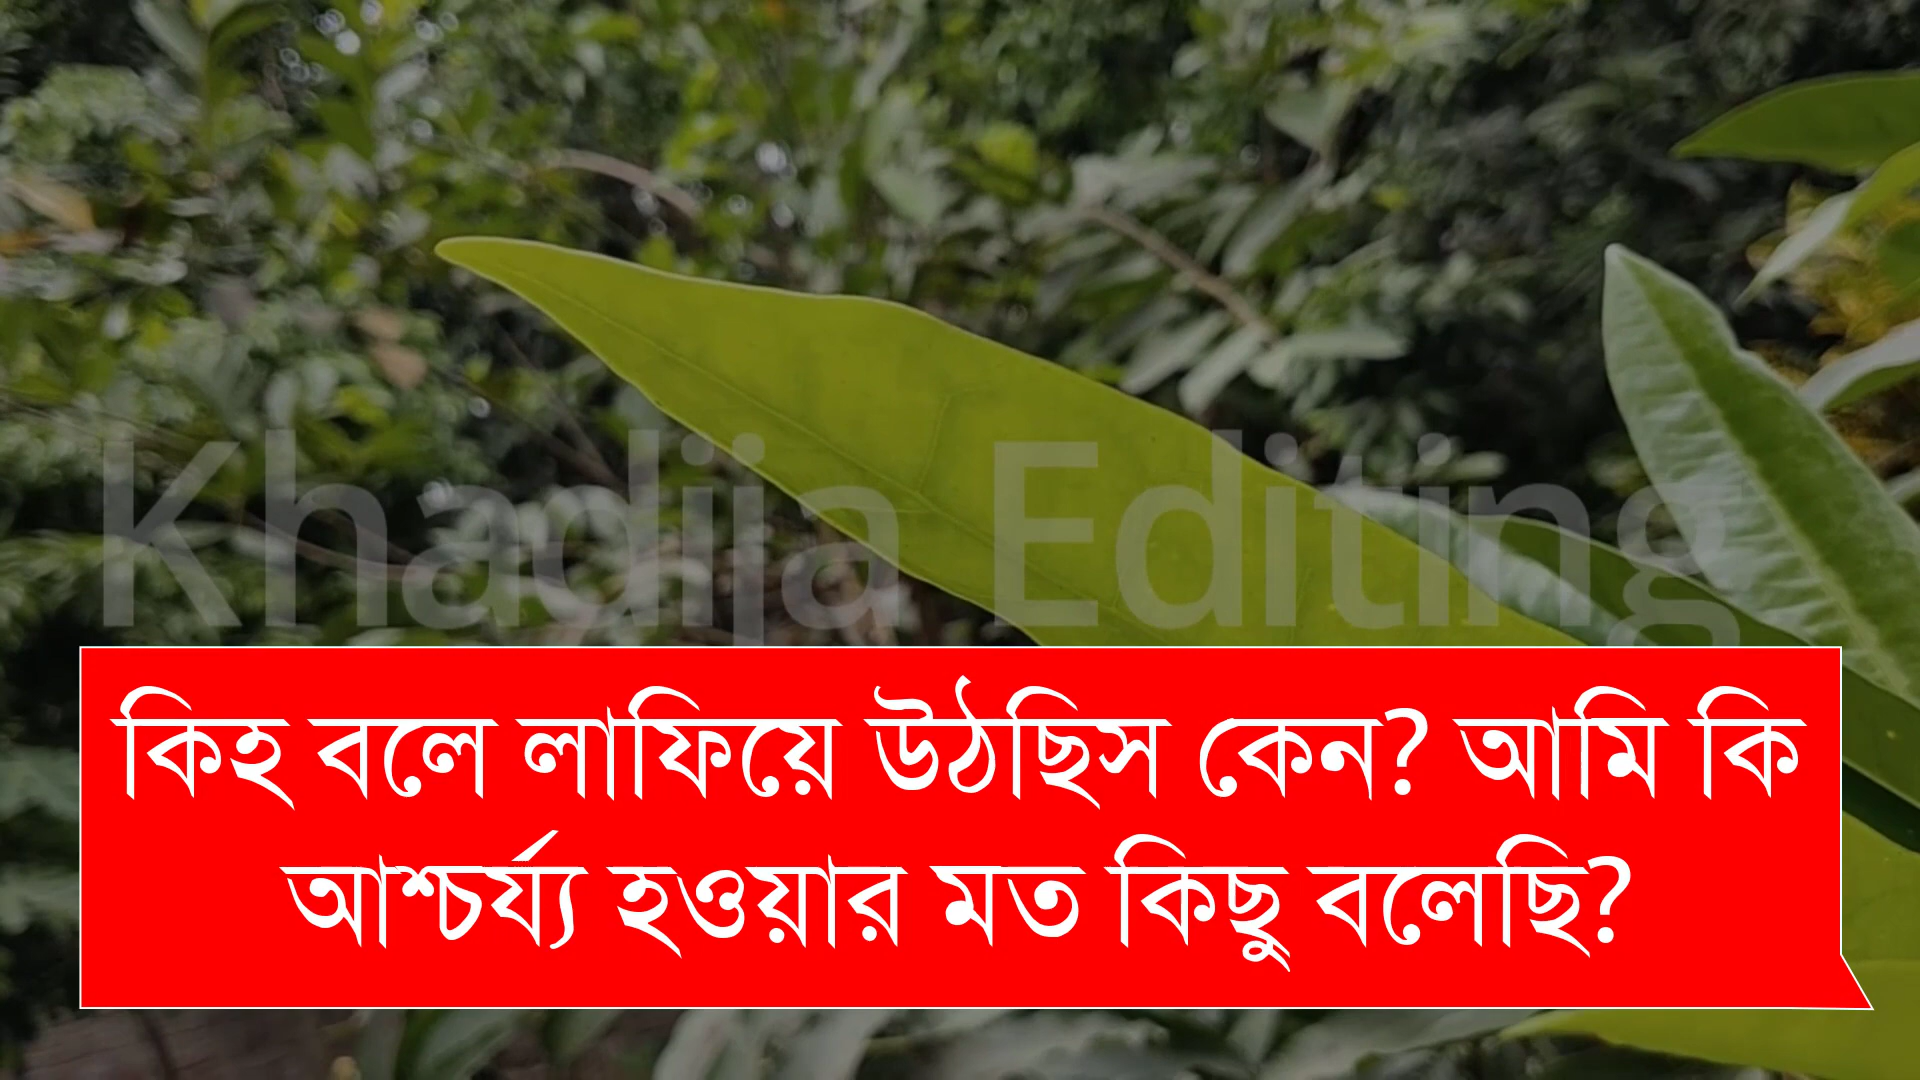 Khadija Editing
কিহ বলে লাফিয়ে উঠছিস কেন? আমি কি
আশ্চর্য্য হওয়ার মত কিছু বলেছি?